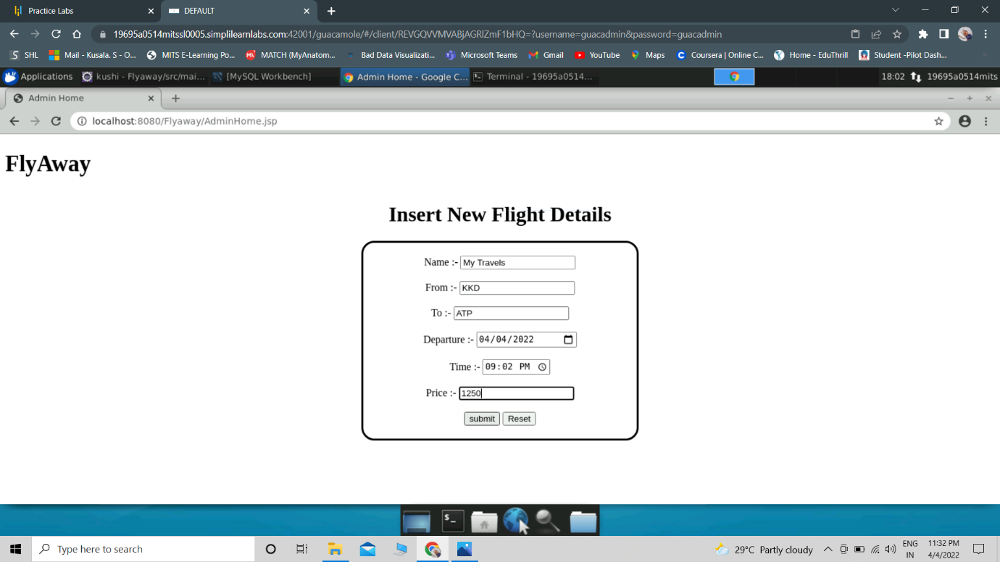 Practice Labs
DEFAULT
19695a0514mitssl0005.simplilearnlabs.com:42001/guacamole/#/client/REVGQVVMVABjAGRlZmF1bHQ=?username=guacadmin&password=guacadmin
SHL
Mail - Kusala. S - O...
MITS E-Learning Po...
MATCH (MyAnatom...
Bad Data Visualizati...
Microsoft Teams
Gmail
YouTube
Maps
Coursera | Online C...
Home - EduThrill
Student -Pilot Dash...
Applications
kushi - Flyaway/src/mai...
[MySQL Workbench]
Admin Home - Google C...
Terminal - 19695a0514...
18:02
19695a0514mits
Admin Home
localhost:8080/Flyaway/AdminHome.jsp
FlyAway
Insert New Flight Details
Name :- My Travels
From :- KKD
To :- ATP
Departure :- 04/04/2022
Time :- 09:02 PM
Price :- 1250
submit Reset
Type here to search
29°C Partly cloudy
ENG
IN
11:32 PM
4/4/2022